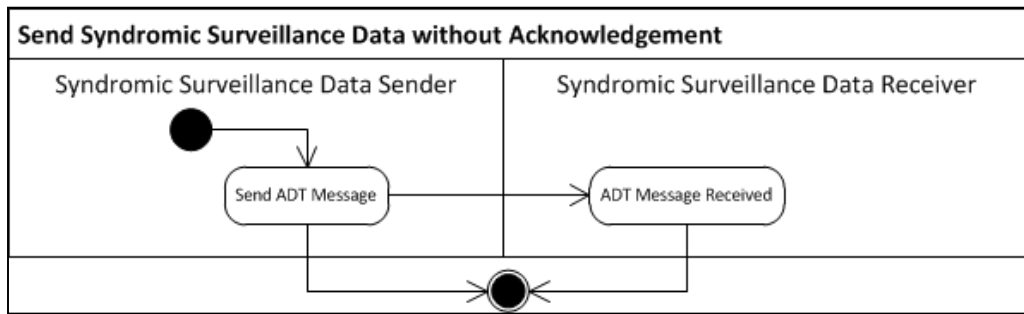 Send Syndromic Surveillance Data without Acknowledgement
Syndromic Surveillance Data Sender
Syndromic Surveillance Data Receiver
Send ADT Message
ADT Message Received